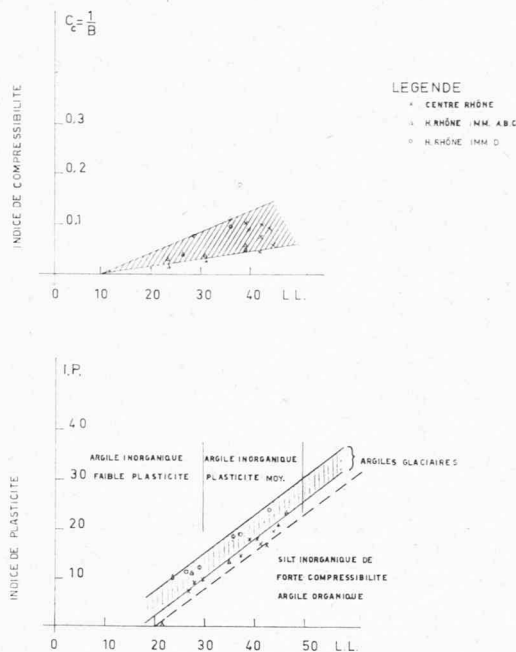 C_c = 1/B
INDICE DE COMPRESSIBILITE
0.3
0.2
0.1
0 10 20 30 40 L.L.
LEGENDE
CENTRE RHÔNE
H. RHÔNE IMM. A.B.C
H. RHÔNE IMM D
I.P.
INDICE DE PLASTICITE
40
30
20
10
ARGILE INORGANIQUE
FAIBLE PLASTICITE
ARGILE INORGANIQUE
PLASTICITE MOY.
ARGILES GLACIAIRES
SILT INORGANIQUE DE
FORTE COMPRESSIBILITE
ARGILE ORGANIQUE
0 10 20 30 40 50 L.L.